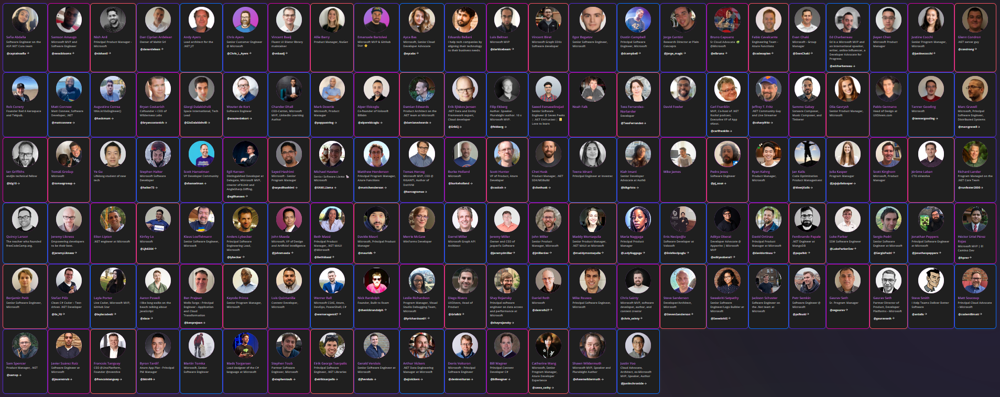 Safia Abdalla
Software Engineer on the
ASP.NET Core team
@captainsafia →
Samson Amaugo
Microsoft MVP and
Software Engineer
@swacblooms →
Nish Anil
Principal Product Manager -
Microsoft
@nishanil →
Dan Ciprian Ardelean
Owner of Mahiz Srl
@danardelean →
Andy Ayers
Lead architect for the
.NET JIT
Chris Ayers
Senior Customer Engineer
@ Microsoft
@Chris_L_Ayers →
Vincent Baaij
Fluent UI Blazor library
maintainer
@vnbaaij →
Allie Barry
Product Manager, NuGet
Emanuele Bartolesi
Microsoft MVP & GitHub
Star ⭐
Ayca Bas
Microsoft, Senior Cloud
Developer Advocate
@aycabs →
Eduardo Bellani
I help tech companies by
aligning their technology
to their business needs.
Luis Beltran
Microsoft MVP
@darkicebeam →
Vincent Biret
Microsoft Graph SDKs
Software developer
Egor Bogatov
Senior Software Engineer,
Microsoft
Dustin Campbell
Principal Software
Engineer, Microsoft
@dcampbell →
Jorge Cantón
Research Director at Plain
Concepts
@jorge_magic →
Bruno Capuano
Sr Cloud Advocate
@Microsoft
@elbruno →
Fabio Cavalcante
Engineering Team -
Azure Functions
@codesapien →
Evan Chaki
Microsoft - Group
Manager
@EvanChaki →
Ed Charbeneau
Ed is a Microsoft MVP and
an international speaker,
writer, online influencer, a
Developer Advocate for
Progress.
@edcharbeneau →
Jiayan Chen
Microsoft Product
Manager
Justine Cocchi
Senior Program Manager,
Microsoft
@justinecocchi →
Glenn Condron
.NET server guy
@condrong →
Rob Conery
Founder Red:4 Aerospace
and Tekpub.
Matt Connew
Matt Connew, Software
Developer, .NET
@mattconnew →
Augustine Correa
!this.is10xEngineer()
@hackmum →
Bryan Costanich
Cofounder + CEO of
Wilderness Labs
@bryancostanich →
Giorgi Dalakishvili
Space International, Tech
Lead
@GioDalakishvili →
Wouter de Kort
Software Engineer
@wouterdekort →
Chander Dhall
CEO-Cazton, Microsoft
MVP, LinkedIn Learning
Author
Mark Downie
Microsoft, Product
Manager
@poppastring →
Alper Ebicoglu
Co-founder of Volosoft
Bilisim
@alperebicoglu →
Damian Edwards
Product Architect on the
.NET team at Microsoft
@damianedwards →
Erik Ejlskov Jensen
.NET Data and Entity
Framework expert,
Cloud developer
@ErikEJ →
Filip Ekberg
Author. Speaker.
Pluralsight author. 10 x
Microsoft MVP.
@fekberg →
Saeed Esmaeelinejad
Senior Software
Engineer @ Seven Peaks
| .NET Enthusiast |
Love to learn
Noah Falk
Tess Ferrandez-
Norlander
Developer
@TessFerrandez →
David Fowler
Carl Franklin
MVP, Co-host of .NET
Rocks! podcast,
Executive VP of App
vNext.
@carlfranklin →
Jeffrey T. Fritz
.NET Community Guy
and Live Streamer
@csharpfritz →
Sammo Gabay
Sotware Composer,
Music Composer, and
Tinkerer
Olia Gavrysh
Senior Product Manager,
Microsoft
Pablo Germano
Head of Design at
UXDivers.com
Tanner Gooding
Microsoft
@tannergooding →
Marc Gravell
Microsoft, Principal
Software Engineer,
Distributed Systems
@marcgravell →
Ian Griffiths
endjin technical fellow
@idg10 →
Tomáš Grošup
Microsoft
@tomasgrosup →
Ye Gu
Lifelong student of new
tech
Stephen Halter
Microsoft Software
Developer
@halter73 →
Scott Hanselman
VP Developer Community
@shanselman →
Egil Hansen
Distinguished Developer at
Delegate, Microsoft MVP,
creator of bUnit and
AngleSharp.Diffing.
@egilhansen →
Sayed Hashimi
Microsoft - Senior
Program Manager
@sayedihashimi →
Michael Hawker
Senior Software Llama 🦙
Microsoft
@XAMLLlama →
Matthew Henderson
Principal Program Manager,
Azure Functions
@mattchenderson →
Tomas Herceg
Microsoft MVP, CEO @
RIGANTI, Author of
DotVVM
@hercegtomas →
Burke Holland
Microsoft
@burkeholland →
Scott Hunter
VP of Product, Azure
Developer
@coolcsh →
Chet Husk
Product Manager, .NET
SDK/MSBuild
@chethusk →
Teena Idnani
Principal Engineer at Investec
Kiah Imani
Senior Developer
Advocate at Auth0
@blkgrlcto →
Mike James
Pedro Jesus
Software Engineer
@pj_souz →
Ryan Kahng
Product Manager,
Microsoft
Jan Kalis
Code Optimization
Product Management
@MeetJKalis →
Julia Kasper
Program Manager,
Microsoft
@jujujuliakasper →
Scott Kinghorn
Microsoft, Product
Manager
Jérôme Laban
CTO nVentive
Richard Lander
Program Managed on the
.NET Core Team
@runfaster2000 →
Quincy Larson
The teacher who founded
freeCodeCamp.org.
Jeremy Likness
Empowering developers
to be their best.
@JeremyLikness →
Eilon Lipton
.NET engineer at Microsoft
Kinfey Lo
Microsoft
@Ljh8304 →
Klaus Loeffelmann
Senior Software Engineer,
Microsoft
Anders Lybecker
Principal Software
Engineering Lead,
Microsoft
@lybecker →
John Maeda
Microsoft, VP of Design
and Artificial Intelligence
@johnmaeda →
Beth Massi
Principal Product
Manager, .NET MAUI
@Microsoft
@BethMassi →
Davide Mauri
Microsoft, Principal Product
Manager
@mauridb →
Merrie McGaw
WinForms Developer
Darrel Miller
Microsoft Graph API
Architect
Jeremy Miller
Owner and CEO of
JasperFx Software
@jeremydmiller →
John Miller
Senior Product
Manager, Microsoft
@jmillerdev →
Maddy Montaquila
Senior Product Manager,
.NET MAUI at Microsoft
@maddymontaquila →
Maria Naggaga
Principal Product
Manager
@LadyNaggaga →
Enis Necipoğlu
Software Developer at
Volosoft
@EnisNecipoglu →
Aditya Oberai
Developer Advocate @
Appwrite | Microsoft
MVP
@adityaoberai1 →
David Ortinau
Principal Product
Manager at Microsoft
@davidortinau →
Ferdinando Papale
Senior Engineer at
MongoDB
@papafeit →
Luke Parker
SSW Software Engineer
@LukeParkerDev →
Sergio Pedri
Senior Software
Engineer at Microsoft
@SergioPedri →
Jonathan Peppers
Principal Software
Engineer at Microsoft
@jonathanpeppers →
Héctor Uriel Pérez
Rojas
Microsoft MVP | El
Camino Dev
@hprez →
Benjamin Petit
Senior Software Engineer,
Microsoft
Stefan Pölz
Clean C# Coder – Test-
driven .NET Developer
@0x_F0 →
Layla Porter
Live Coder, Microsoft MVP,
GitHub Star
@laylacodesit →
Aaron Powell
I like long walks on the
beach talking about
JavaScript
@slace →
Ben Prejean
Wells Fargo - Principal
Engineer - Application
and Cloud
Transformation
@benprejean →
Kayode Prince
Senior Program Manager,
Microsoft
Luis Quintanilla
Content Developer,
Microsoft
Werner Rall
Microsoft CSAE, Azure,
DevOps, PowerShell, C#
@werneragent47 →
Nick Randolph
Founder, Built to Roam
@thenickrandolph →
Leslie Richardson
Program Manager, Visual
Studio Debugging Team,
Microsoft
@lyrichardson01 →
Diego Rivero
UXDivers, Head of
Product
@Grialkit →
Shay Rojansky
Principal software
engineer on data access
and performance at
Microsoft
@shayrojansky →
Daniel Roth
Microsoft
@danroth27 →
Mike Rousos
Principal Software Engineer,
Microsoft
Chris Sainty
Microsoft MVP, software
developer, author, and
content creator
@chris_sainty →
Steve Sanderson
Developer/Architect,
Microsoft
@StevenSanderson →
Sweekriti Satpathy
Senior Software
Engineer/Lego Builder at
Microsoft
@SweekritiS →
Jackson Schuster
Software Engineer on
the .Net team at
Microsoft
Petr Semkin
Software Engineer @
Microsoft
@psfinaki →
Gaurav Seth
Sr. Program Manager
@segaurav →
Gaurav Seth
Partner Director of
Product, Developer
Platforms - Microsoft
@gauravseth →
Steve Smith
I Help Teams Deliver Better
Software
@ardalis →
Matt Soucoup
Principal Cloud Advocate
- Microsoft
@codemillmatt →
Sam Spencer
Product Manager, .NET
@samsp →
Javier Suárez Ruiz
Software Engineer at
Microsoft
@jsuarezruiz →
Francois Tanguay
CEO @UnoPlatform,
Founder @nventive
@francoistanguay →
Byron Tardif
Azure App Plat - Principal
PM Manager
@bktv99 →
Martin Tomka
Microsoft, Senior
Software Engineer
Mads Torgersen
Lead designer of the C#
language at Microsoft
Stephen Toub
Partner Software
Engineer, Microsoft
@stephentoub →
Eirik George Tsarpalis
Principal Software
Engineer, .NET Libraries
@eiriktsarpalis →
Gerald Versluis
Senior Software Engineer at
Microsoft
@jfversluis →
Arthur Vickers
.NET Data Engineering
Manager at Microsoft
@ajcvickers →
Denis Voituron
Microsoft - Principal
Software Engineer
@denisvoituron →
Bill Wagner
Principal Content
Developer C#
@billwagner →
Catherine Wang
Microsoft, Senior
Program Manager,
Azure Developer
Experience
@cawa_cathy →
Shawn Wildermuth
Microsoft MVP, Speaker and
Pluralsight Author
@shawnwildermuth →
Justin Yoo
Cloud Advocate,
Architect, ex-Microsoft
MVP, Speaker, Author
@justinchronicle →